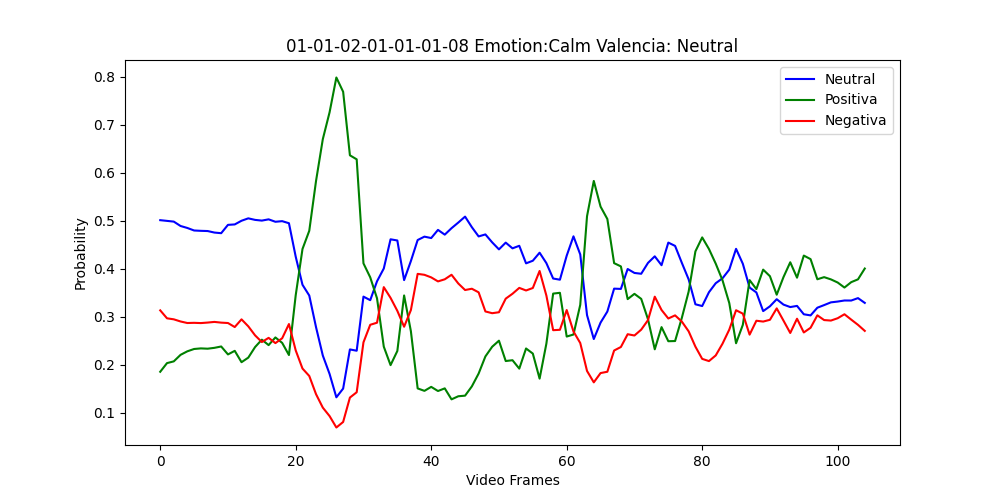 01-01-02-01-01-01-08 Emotion:Calm Valencia: Neutral
Neutral
Positiva
Negativa
Probability
0.8
0.7
0.6
0.5
0.4
0.3
0.2
0.1
0 20 40 60 80 100
Video Frames